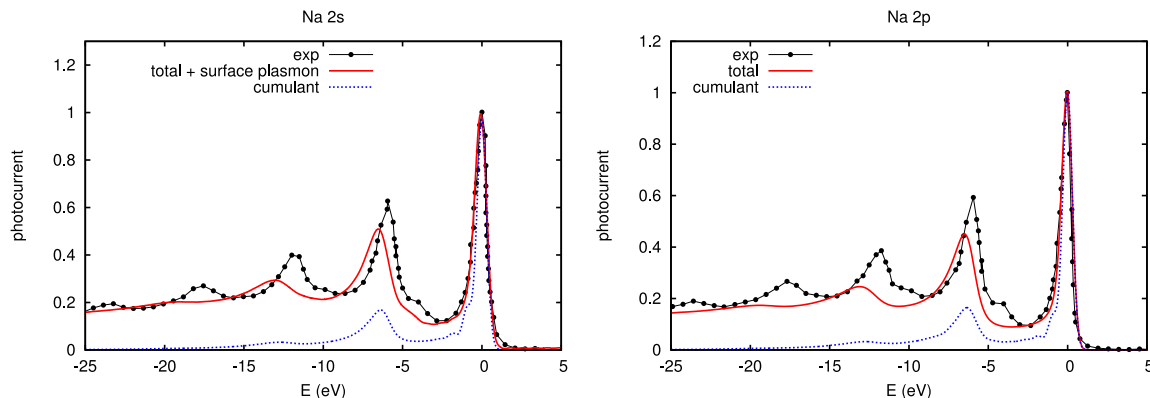 Na 2s
exp
total + surface plasmon
cumulant
photocurrent
1.2
1
0.8
0.6
0.4
0.2
0
-25 -20 -15 -10 -5 0 5
E (eV)
Na 2p
exp
total
cumulant
photocurrent
1.2
1
0.8
0.6
0.4
0.2
0
-25 -20 -15 -10 -5 0 5
E (eV)